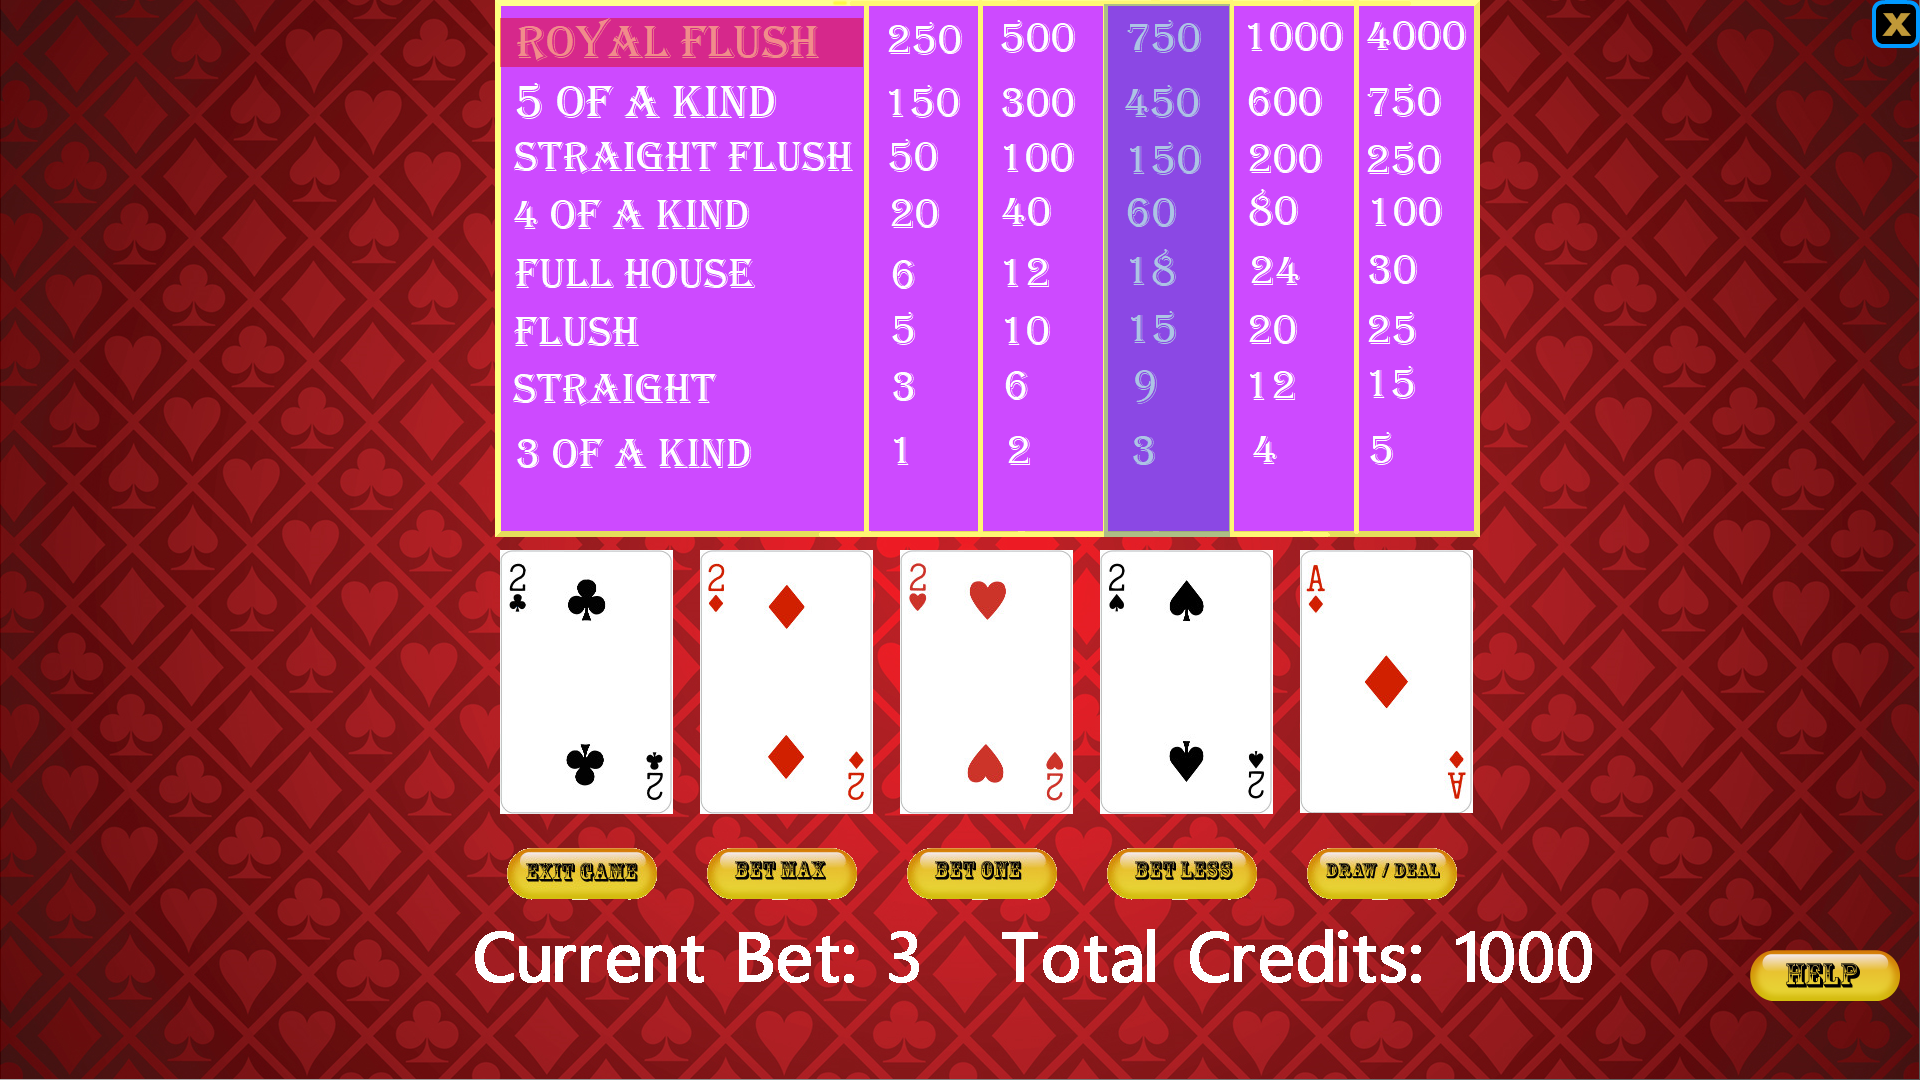 X
ROYAL FLUSH 250 500 750 1000 4000
5 OF A KIND 150 300 450 600 750
STRAIGHT FLUSH 50 100 150 200 250
4 OF A KIND 20 40 60 80 100
FULL HOUSE 6 12 18 24 30
FLUSH 5 10 15 20 25
STRAIGHT 3 6 9 12 15
3 OF A KIND 1 2 3 4 5
2 2 2 2 A
2 2 2 2 A
EXIT GAME BET MAX BET ONE BET LESS DRAW / DEAL
Current Bet: 3 Total Credits: 1000
HELP